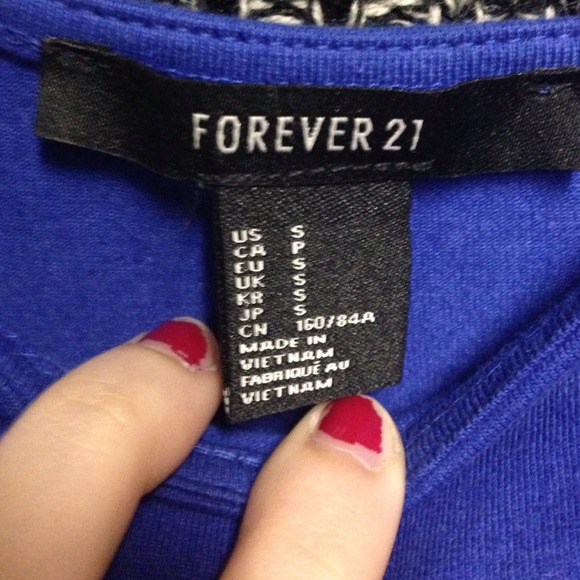 FOREVER 21
US S
CA P
EU S
UK S
KR S
JP S
CN 160/84A
MADE IN
VIETNAM
FABRIQUÉ AU
VIETNAM